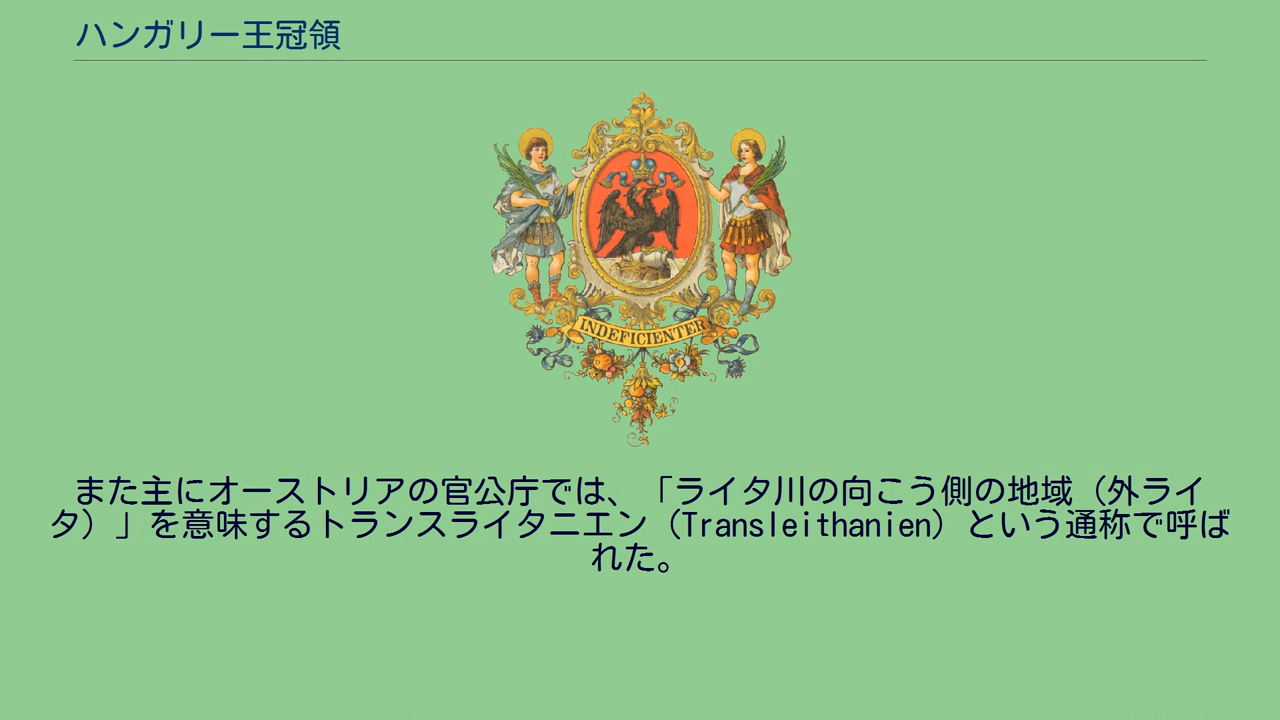 ハンガリー王冠領
INDEFICIENTER
また主にオーストリアの官公庁では、「ライタ川の向こう側の地域（外ライ
タ）」を意味するトランスライタニエン（Transleithanien）という通称で呼ば
れた。